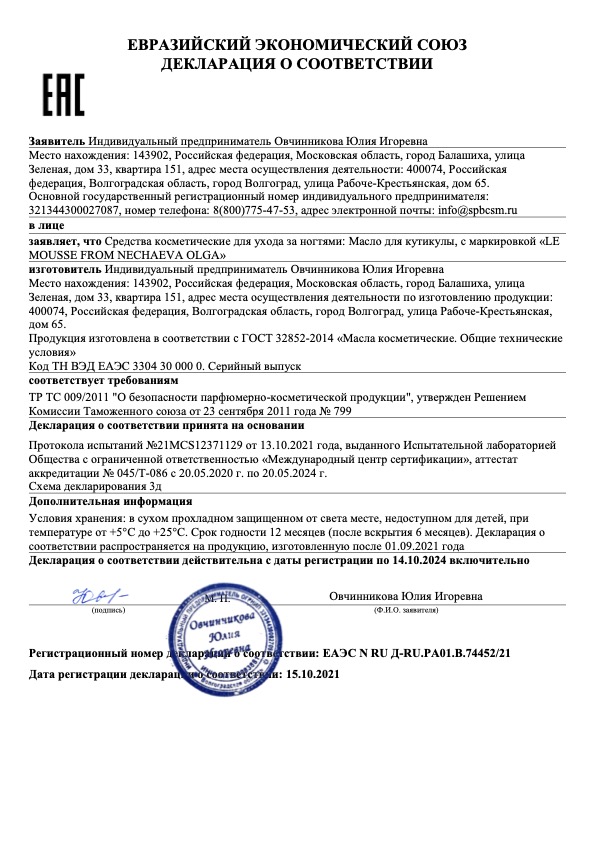 ЕВРАЗИЙСКИЙ ЭКОНОМИЧЕСКИЙ СОЮЗ
ДЕКЛАРАЦИЯ О СООТВЕТСТВИИ
ЕАС
Заявитель Индивидуальный предприниматель Овчинникова Юлия Игоревна
Место нахождения: 143902, Российская федерация, Московская область, город Балашиха, улица
Зеленая, дом 33, квартира 151, адрес места осуществления деятельности: 400074, Российская
федерация, Волгоградская область, город Волгоград, улица Рабоче-Крестьянская, дом 65.
Основной государственный регистрационный номер индивидуального предпринимателя:
321344300027087, номер телефона: 8(800)775-47-53, адрес электронной почты: info@spbcsm.ru
в лице
заявляет, что Средства косметические для ухода за ногтями: Масло для кутикулы, с маркировкой «LE
MOUSSE FROM NECHAEVA OLGA»
изготовитель Индивидуальный предприниматель Овчинникова Юлия Игоревна
Место нахождения: 143902, Российская федерация, Московская область, город Балашиха, улица
Зеленая, дом 33, квартира 151, адрес места осуществления деятельности по изготовлению продукции:
400074, Российская федерация, Волгоградская область, город Волгоград, улица Рабоче-Крестьянская,
дом 65.
Продукция изготовлена в соответствии с ГОСТ 32852-2014 «Масла косметические. Общие технические
условия»
Код ТН ВЭД ЕАЭС 3304 30 000 0. Серийный выпуск
соответствует требованиям
ТР ТС 009/2011 "О безопасности парфюмерно-косметической продукции", утвержден Решением
Комиссии Таможенного союза от 23 сентября 2011 года № 799
Декларация о соответствии принята на основании
Протокола испытаний №21MCS12371129 от 13.10.2021 года, выданного Испытательной лабораторией
Общества с ограниченной ответственностью «Международный центр сертификации», аттестат
аккредитации № 045/Т-086 с 20.05.2020 г. по 20.05.2024 г.
Схема декларирования 3д
Дополнительная информация
Условия хранения: в сухом прохладном защищенном от света месте, недоступном для детей, при
температуре от +5°С до +25°С. Срок годности 12 месяцев (после вскрытия 6 месяцев). Декларация о
соответствии распространяется на продукцию, изготовленную после 01.09.2021 года
Декларация о соответствии действительна с даты регистрации по 14.10.2024 включительно
М. П.
Овчинникова Юлия Игоревна
(подпись)
(Ф.И.О. заявителя)
Овчинникова
Юлия
Игоревна
Регистрационный номер декларации о соответствии: ЕАЭС N RU Д-RU.РА01.В.74452/21
Дата регистрации декларации о соответствии: 15.10.2021